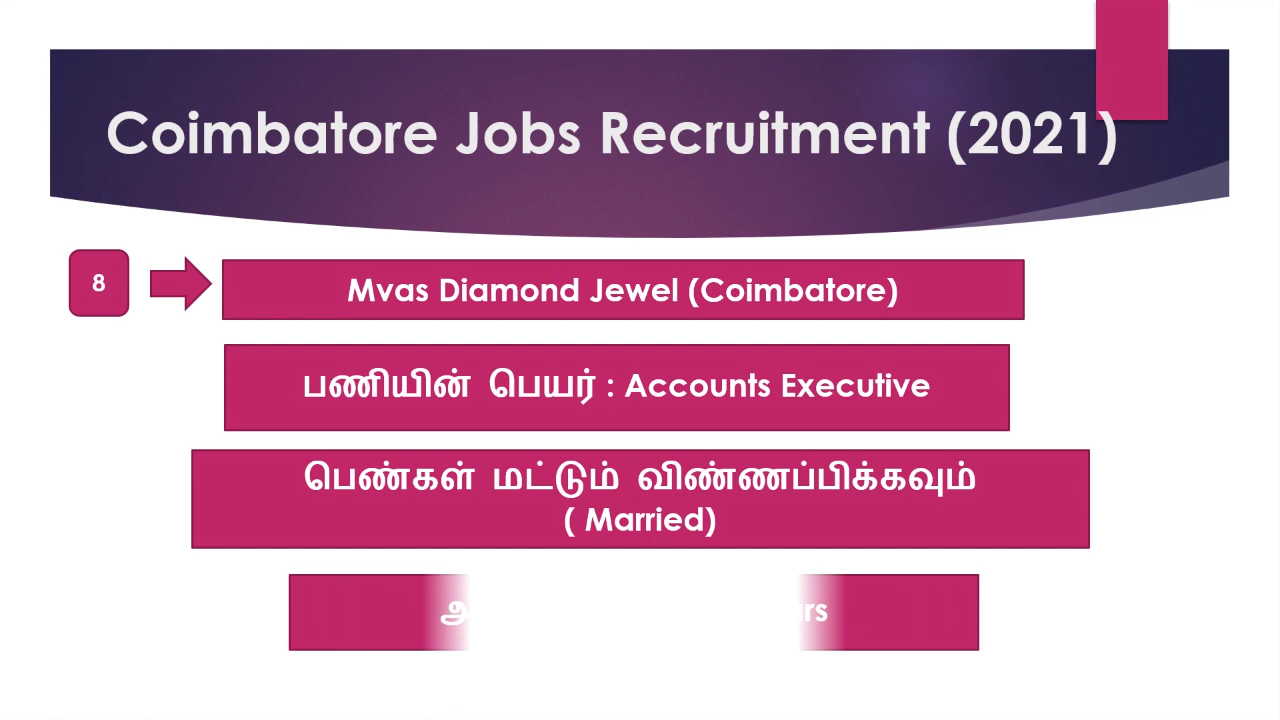 Coimbatore Jobs Recruitment (2021)
8
Mvas Diamond Jewel (Coimbatore)
பணியின் பெயர் : Accounts Executive
பெண்கள் மட்டும் விண்ணப்பிக்கவும்
( Married)